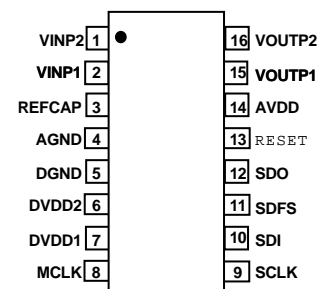 VINP2 1 16 VOUTP2
VINP1 2 15 VOUTP1
REFCAP 3 14 AVDD
AGND 4 13 RESET
DGND 5 12 SDO
DVDD2 6 11 SDFS
DVDD1 7 10 SDI
MCLK 8 9 SCLK